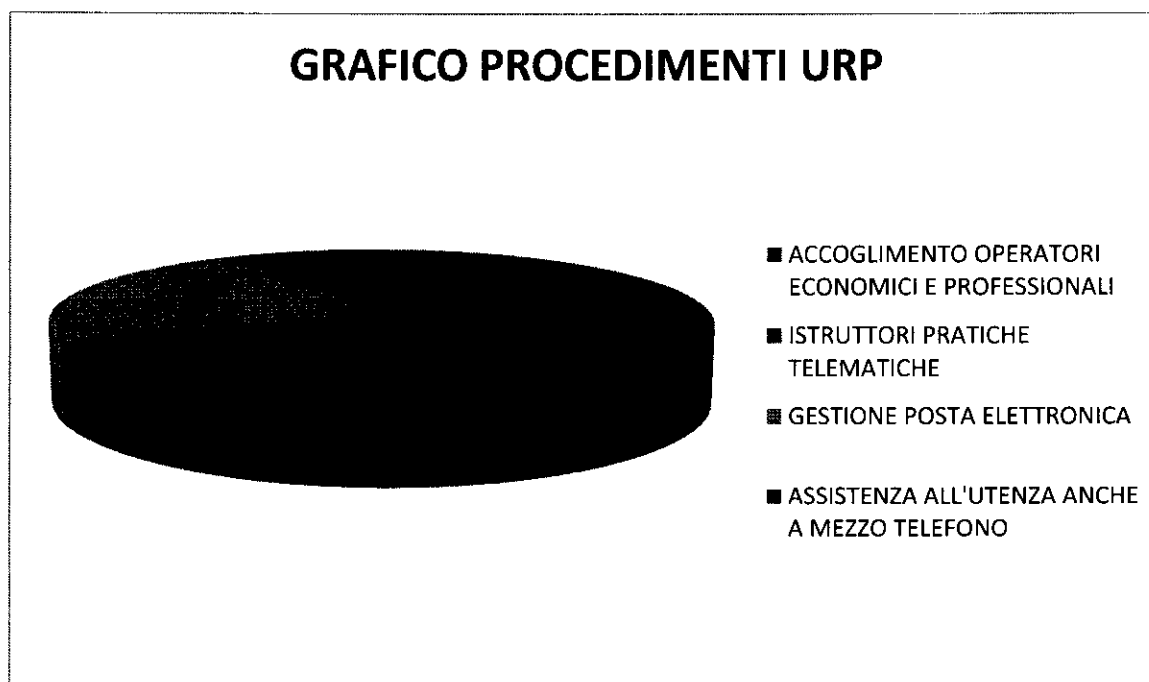 GRAFICO PROCEDIMENTI URP
ACCOGLIMENTO OPERATORI
ECONOMICI E PROFESSIONALI
ISTRUTTORI PRATICHE
TELEMATICHE
GESTIONE POSTA ELETTRONICA
ASSISTENZA ALL'UTENZA ANCHE
A MEZZO TELEFONO